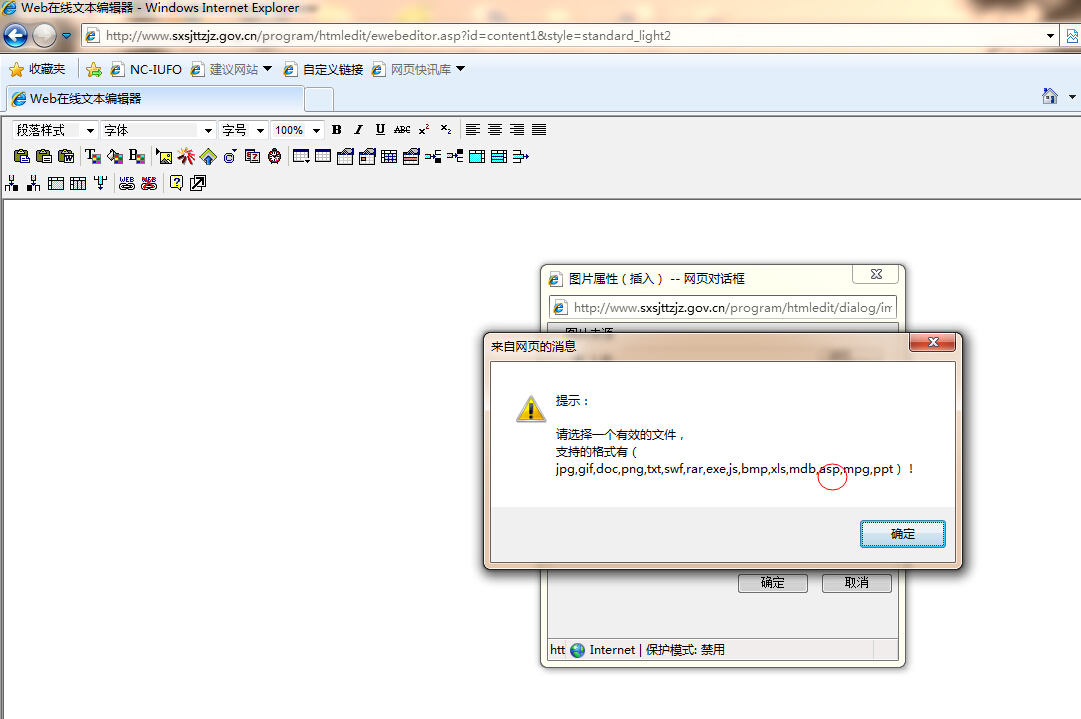 Web在线文本编辑器 - Windows Internet Explorer
http://www.sxsjttzjz.gov.cn/program/htmledit/ewebeditor.asp?id=content1&style=standard_light2
收藏夹 NC-IUFO 建议网站 自定义链接 网页快讯库
Web在线文本编辑器
段落样式 字体 字号 100% B I U ABC x² x₂
图片属性（插入） -- 网页对话框
http://www.sxsjttzjz.gov.cn/program/htmledit/dialog/im
图片来源
来自网页的消息
提示：
请选择一个有效的文件，
支持的格式有（
jpg,gif,doc,png,txt,swf,rar,exe,js,bmp,xls,mdb,asp,mpg,ppt）！
确定
确定 取消
htt Internet | 保护模式: 禁用